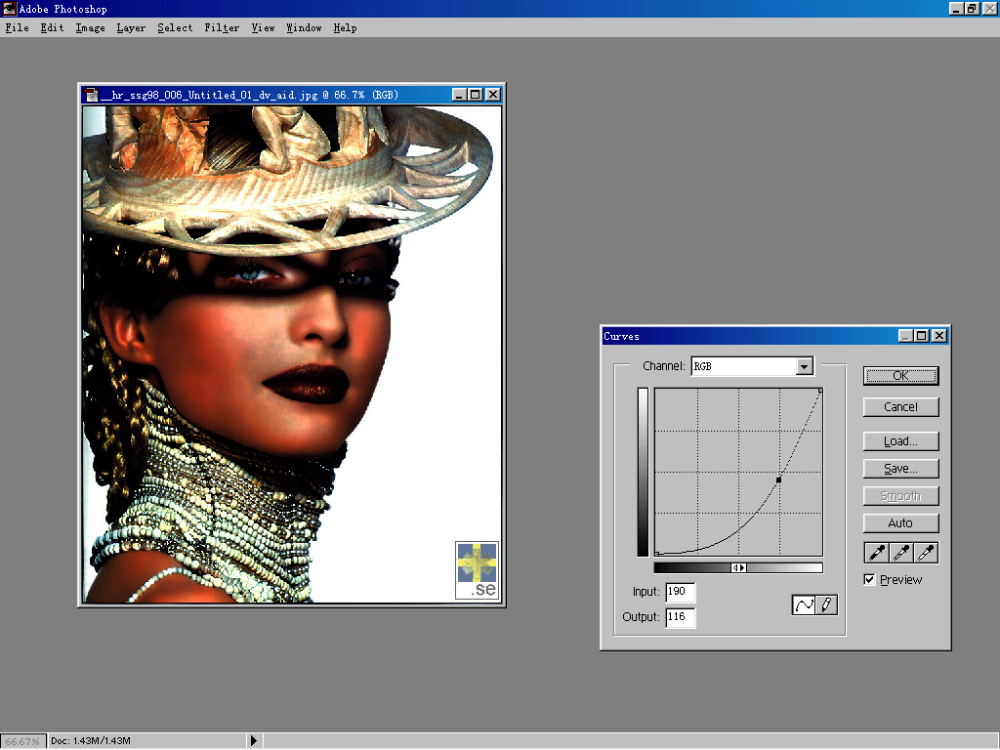 Adobe Photoshop
File Edit Image Layer Select Filter View Window Help
__hr_ssg98_006_Untitled_01_dv_aid.jpg @ 66.7% (RGB)
.se
Curves
Channel: RGB
OK
Cancel
Load...
Save...
Smooth
Auto
Preview
Input: 190
Output: 116
66.67% Doc: 1.43M/1.43M